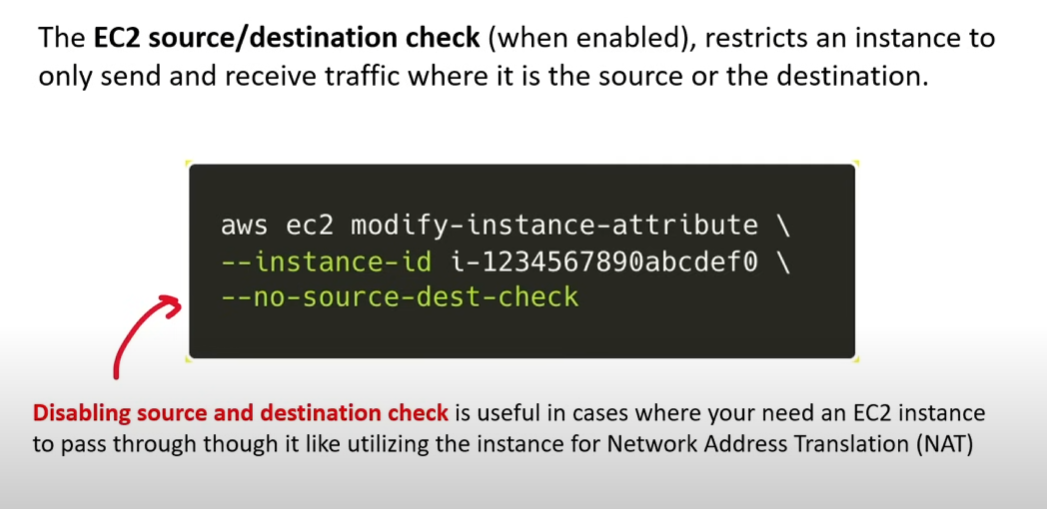 The EC2 source/destination check (when enabled), restricts an instance to
only send and receive traffic where it is the source or the destination.
aws ec2 modify-instance-attribute \
--instance-id i-1234567890abcdef0 \
--no-source-dest-check
Disabling source and destination check is useful in cases where your need an EC2 instance
to pass through though it like utilizing the instance for Network Address Translation (NAT)